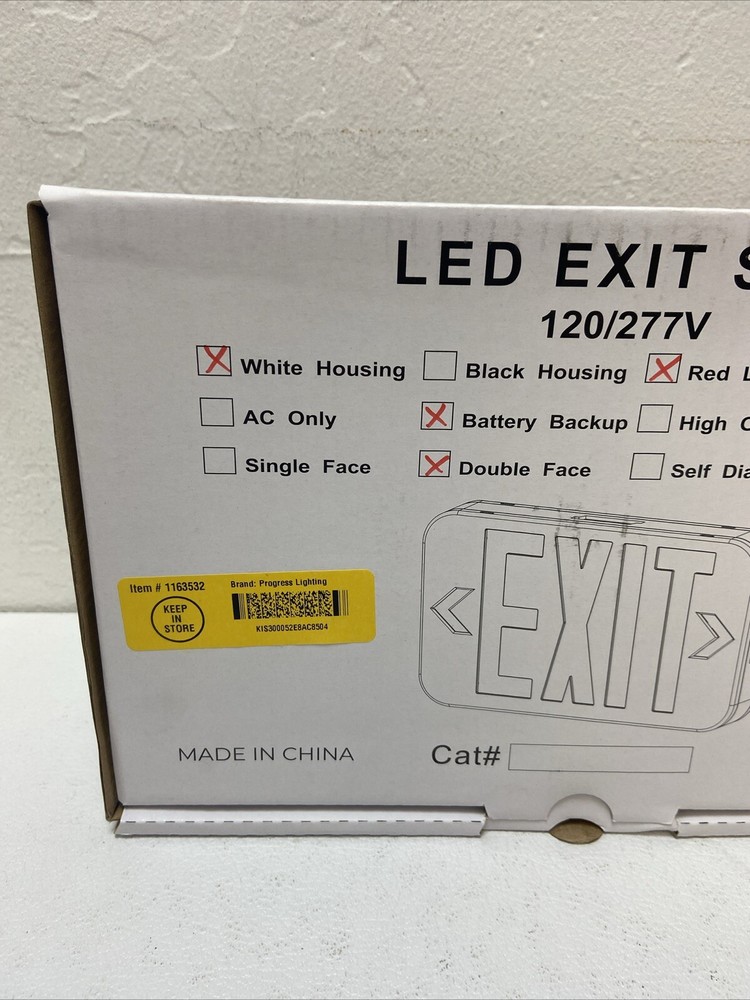 LED EXIT S
120/277V
White Housing Black Housing Red L
AC Only Battery Backup High C
Single Face Double Face Self Dia
EXIT
Item # 1163532 Brand: Progress Lighting
KEEP
IN
STORE
KIS300052E8AC8504
MADE IN CHINA Cat#